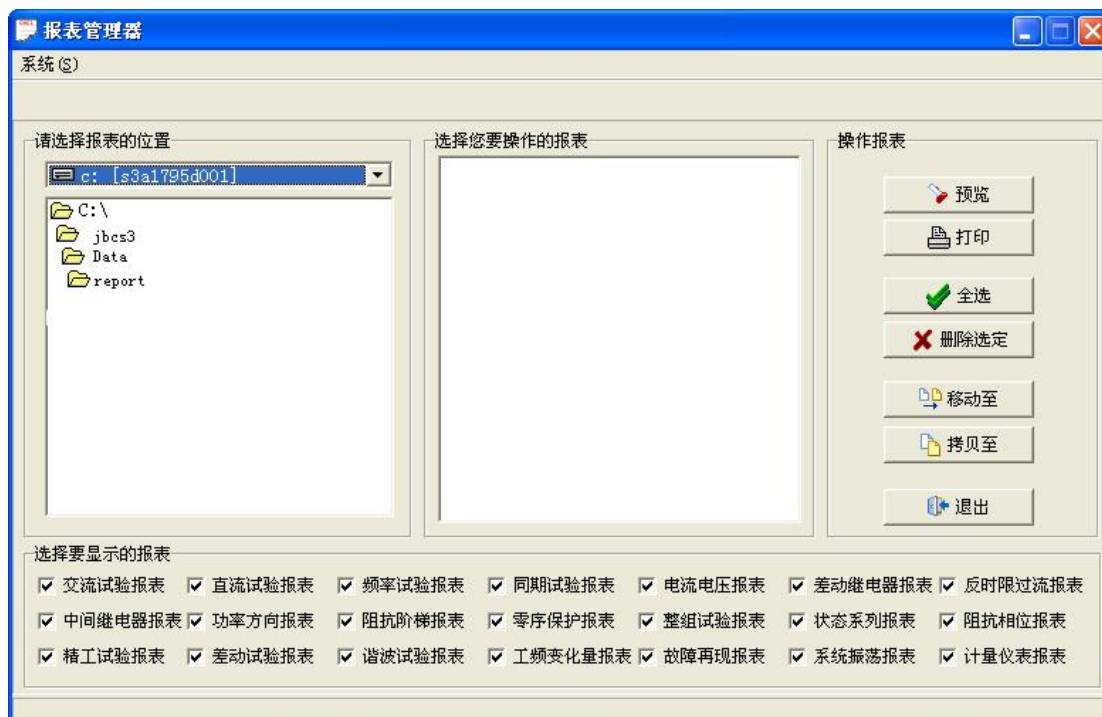 报表管理器
系统(S)
请选择报表的位置
c: [s3a1795d001]
C:\
jbcs3
Data
report
选择您要操作的报表
操作报表
预览
打印
全选
删除选定
移动至
拷贝至
退出
选择要显示的报表
交流试验报表 直流试验报表 频率试验报表 同期试验报表 电流电压报表 差动继电器报表 反时限过流报表
中间继电器报表 功率方向报表 阻抗阶梯报表 零序保护报表 整组试验报表 状态系列报表 阻抗相位报表
精工试验报表 差动试验报表 谐波试验报表 工频变化量报表 故障再现报表 系统振荡报表 计量仪表报表